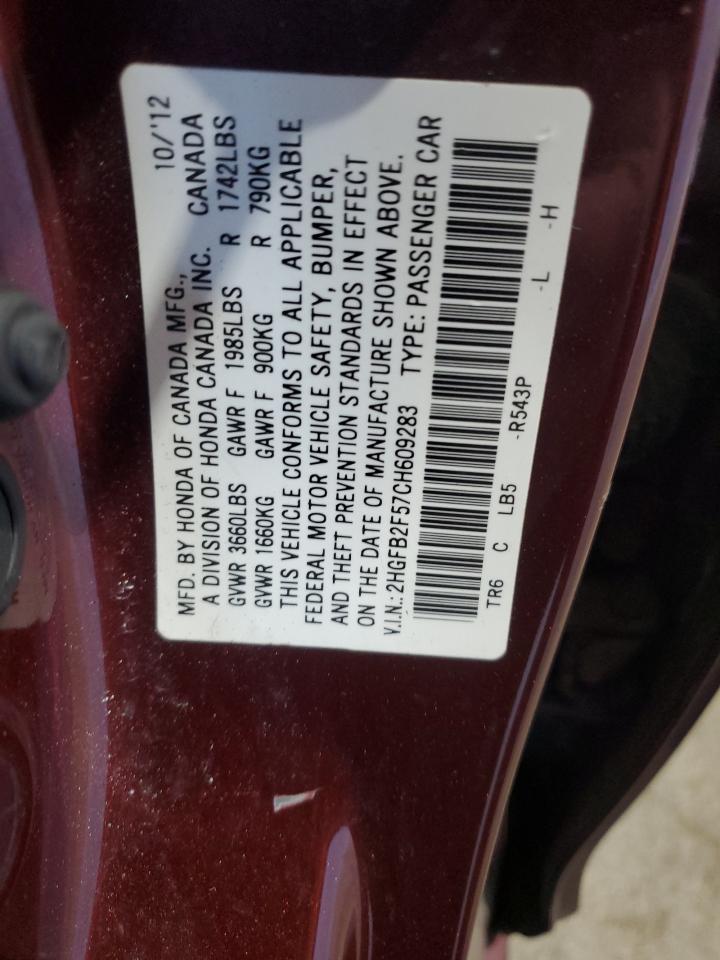 MFD. BY HONDA OF CANADA MFG., 10/'12
A DIVISION OF HONDA CANADA INC. CANADA
GVWR 3660LBS GAWR F 1985LBS R 1742LBS
GVWR 1660KG GAWR F 900KG R 790KG
THIS VEHICLE CONFORMS TO ALL APPLICABLE
FEDERAL MOTOR VEHICLE SAFETY, BUMPER,
AND THEFT PREVENTION STANDARDS IN EFFECT
ON THE DATE OF MANUFACTURE SHOWN ABOVE.
V.I.N.: 2HGFB2F57CH609283 TYPE: PASSENGER CAR
TR6 C LB5 -R543P -L -H